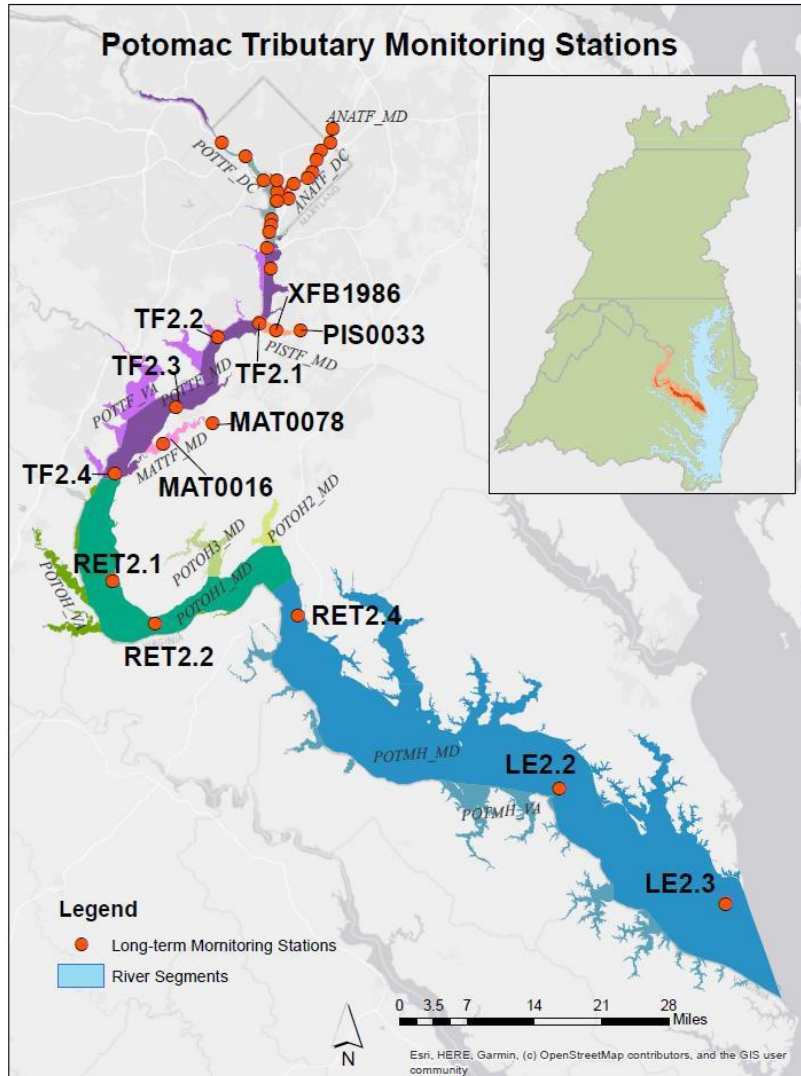 Potomac Tributary Monitoring Stations
ANATF_MD
POTTF_DC
ANATF_DC
MARYLAND
XFB1986
TF2.2
PIS0033
PISTF_MD
TF2.1
TF2.3
POTTF_MD
POTTF_VA
MAT0078
MATTF_MD
TF2.4
MAT0016
POTOH2_MD
POTOH3_MD
RET2.1
POTOH1_MD
POTOH_VA
RET2.4
VIRGINIA
RET2.2
POTMH_MD
LE2.2
POTMH_VA
LE2.3
Legend
Long-term Mornitoring Stations
River Segments
VIRGINIA
0 3.5 7 14 21 28
Miles
N
Esri, HERE, Garmin, (c) OpenStreetMap contributors, and the GIS user
community